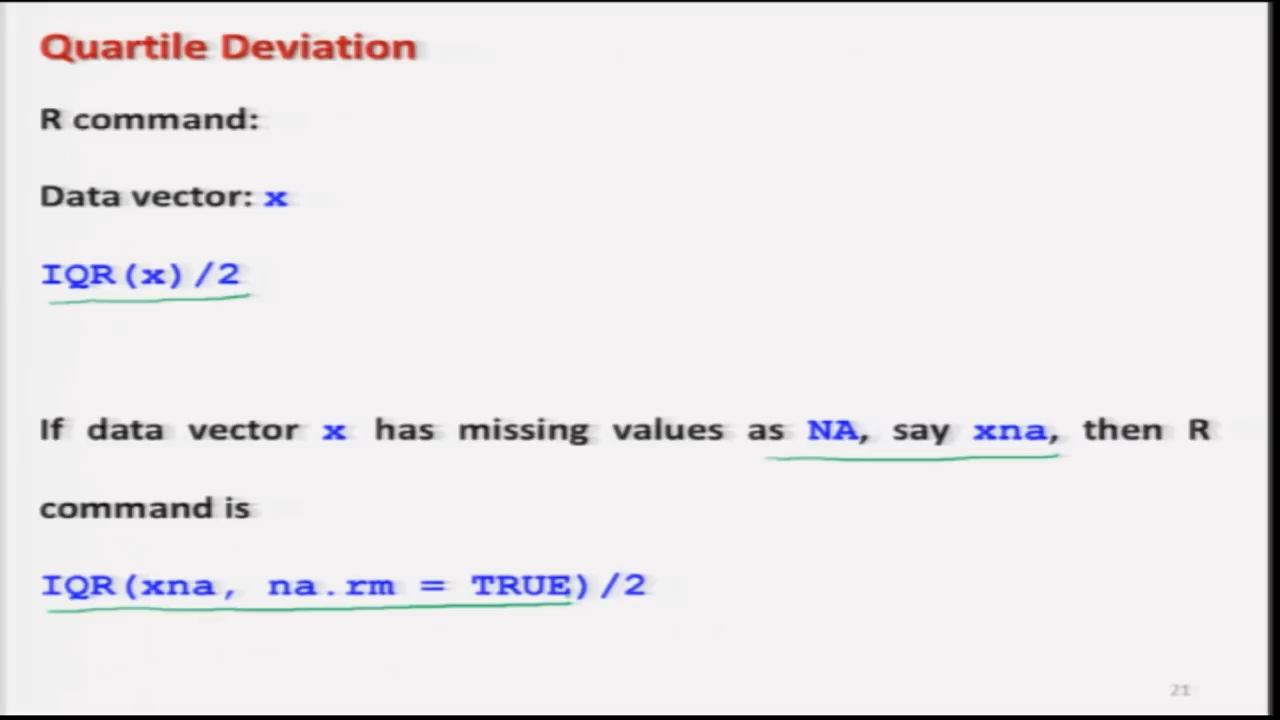 Quartile Deviation
R command:
Data vector: x
IQR(x)/2
If data vector x has missing values as NA, say xna, then R
command is
IQR(xna, na.rm = TRUE)/2
21